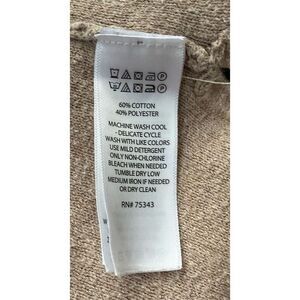 60% COTTON
40% POLYESTER
MACHINE WASH COOL
- DELICATE CYCLE
WASH WITH LIKE COLORS
USE MILD DETERGENT
ONLY NON-CHLORINE
BLEACH WHEN NEEDED
TUMBLE DRY LOW
MEDIUM IRON IF NEEDED
OR DRY CLEAN
RN# 75343